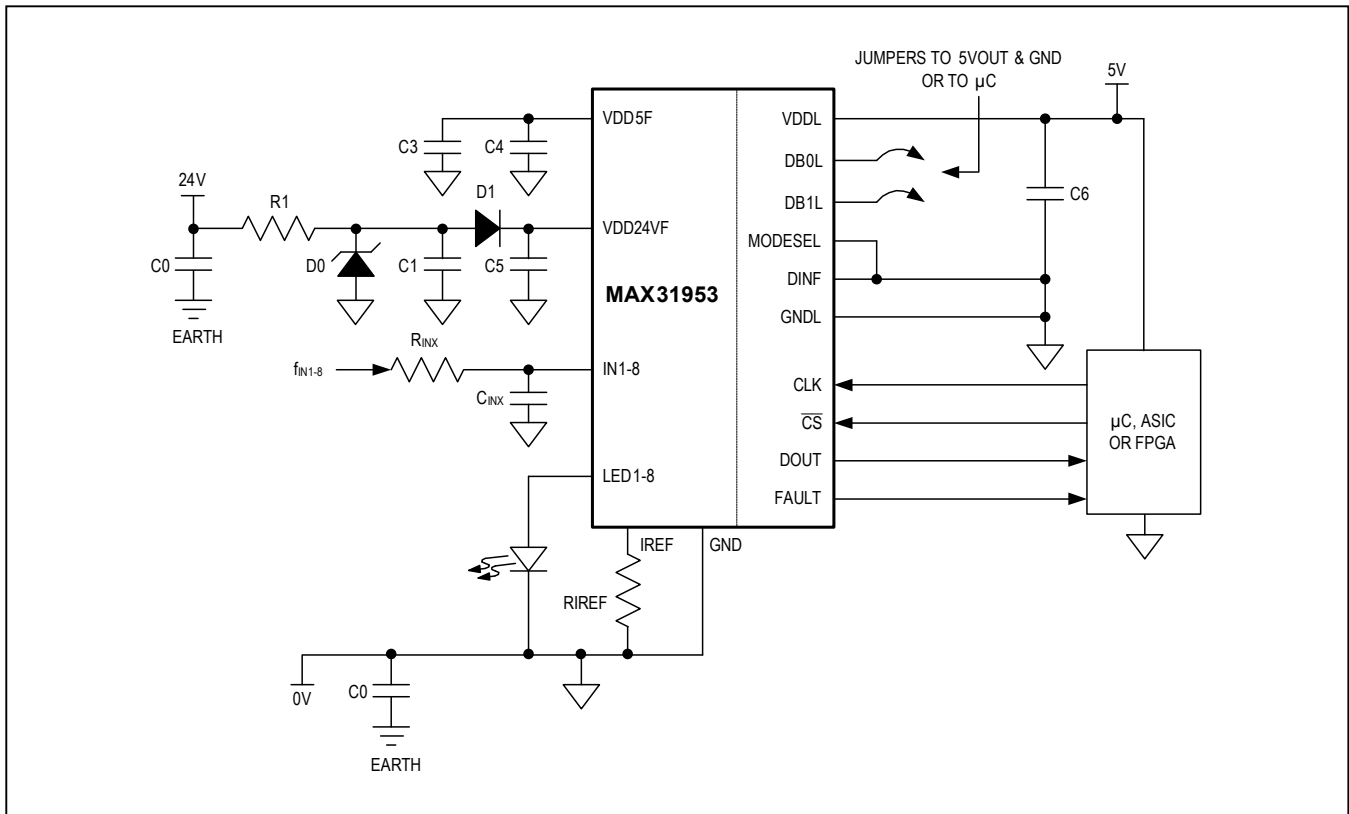 JUMPERS TO 5VOUT & GND
OR TO µC
5V
VDD5F
VDDL
C3
C4
DB0L
24V
R1
D1
DB1L
C6
VDD24VF
MODESEL
C0
D0
C1
C5
DINF
MAX31953
EARTH
GNDL
RINX
fIN1-8
IN1-8
CLK
CINX
CS
µC, ASIC
OR FPGA
DOUT
LED1-8
FAULT
IREF
GND
RIREF
0V
C0
EARTH